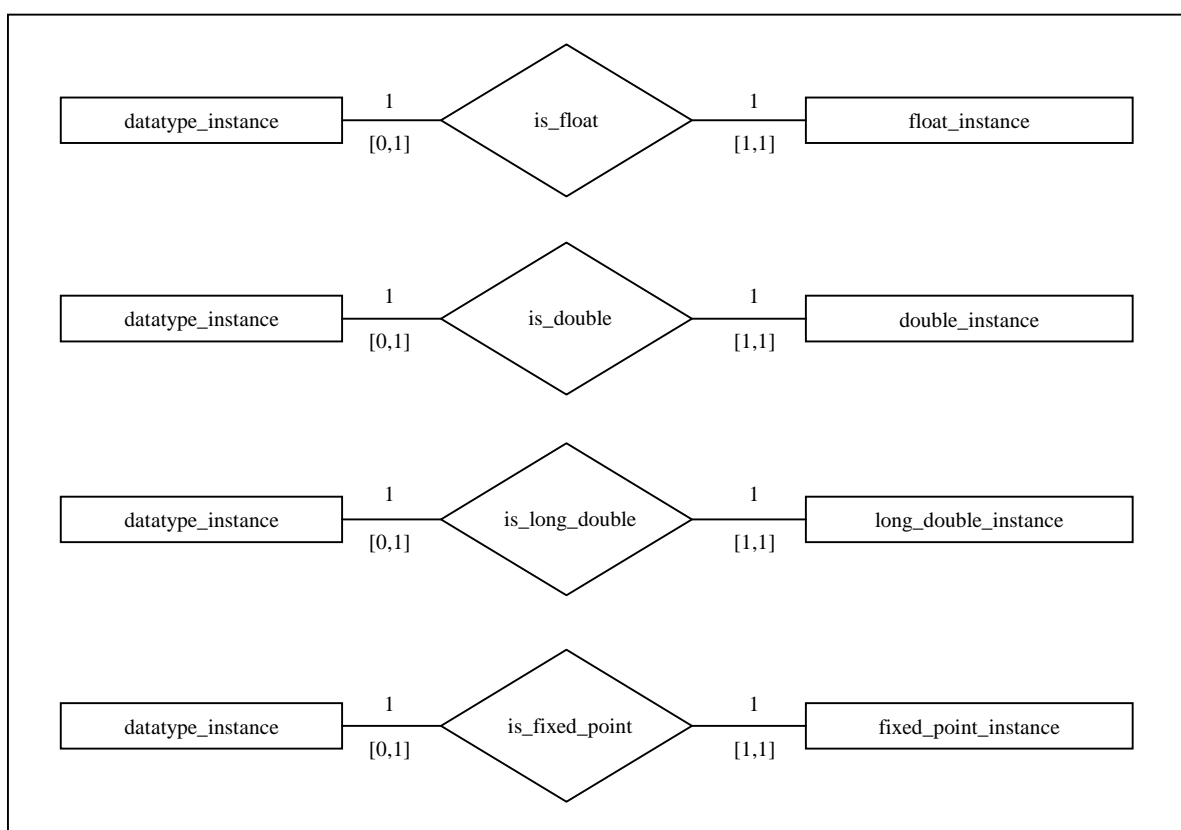 1 1
datatype_instance is_float float_instance
[0,1] [1,1]
1 1
datatype_instance is_double double_instance
[0,1] [1,1]
1 1
datatype_instance is_long_double long_double_instance
[0,1] [1,1]
1 1
datatype_instance is_fixed_point fixed_point_instance
[0,1] [1,1]